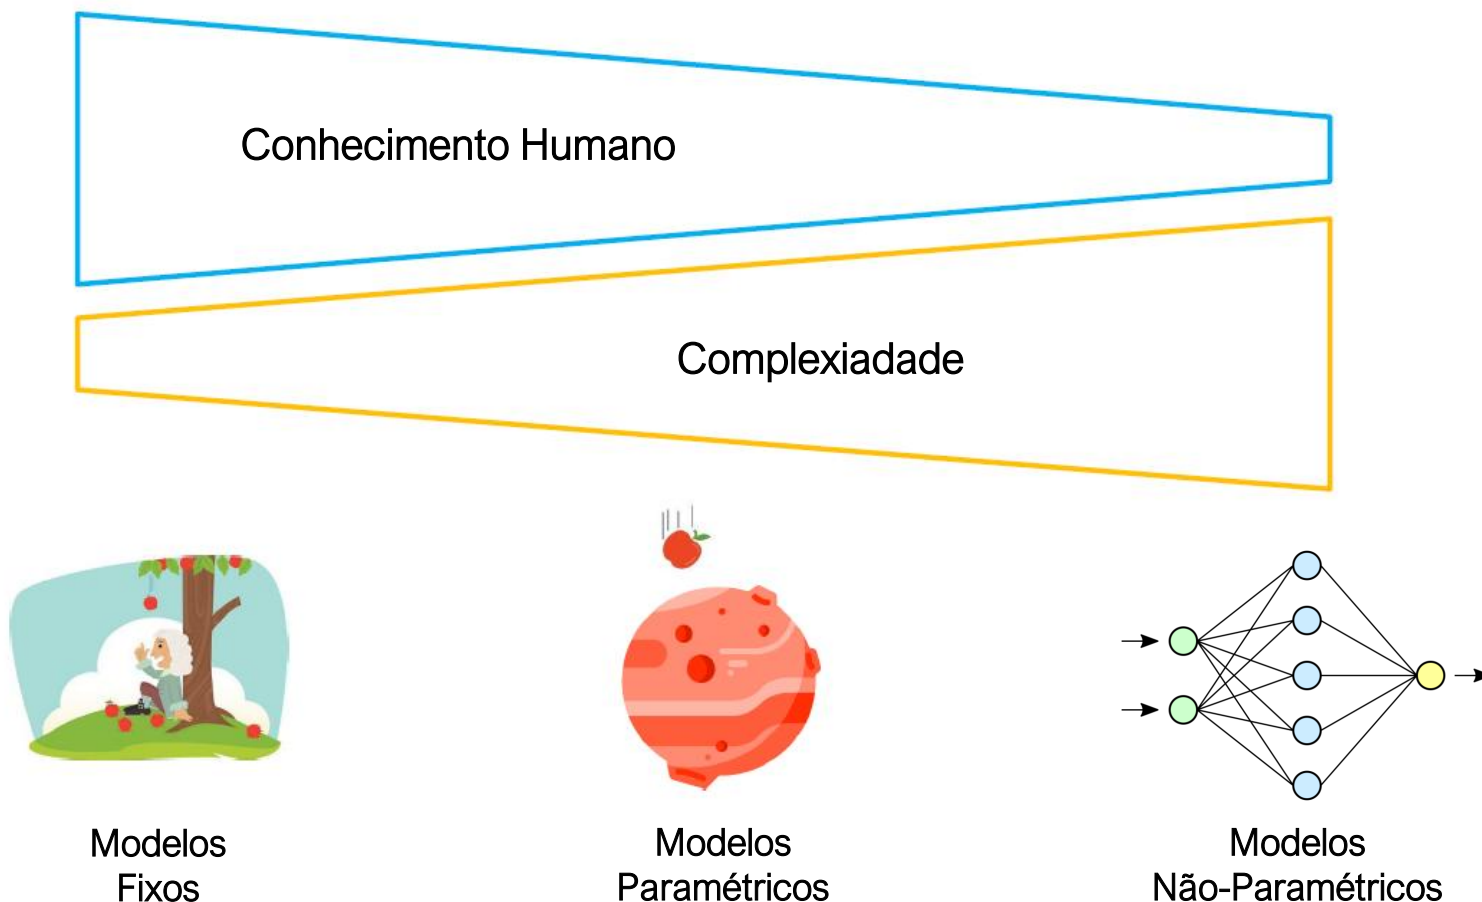 Conhecimento Humano
Complexiadade
Modelos
Fixos
Modelos
Paramétricos
Modelos
Não-Paramétricos